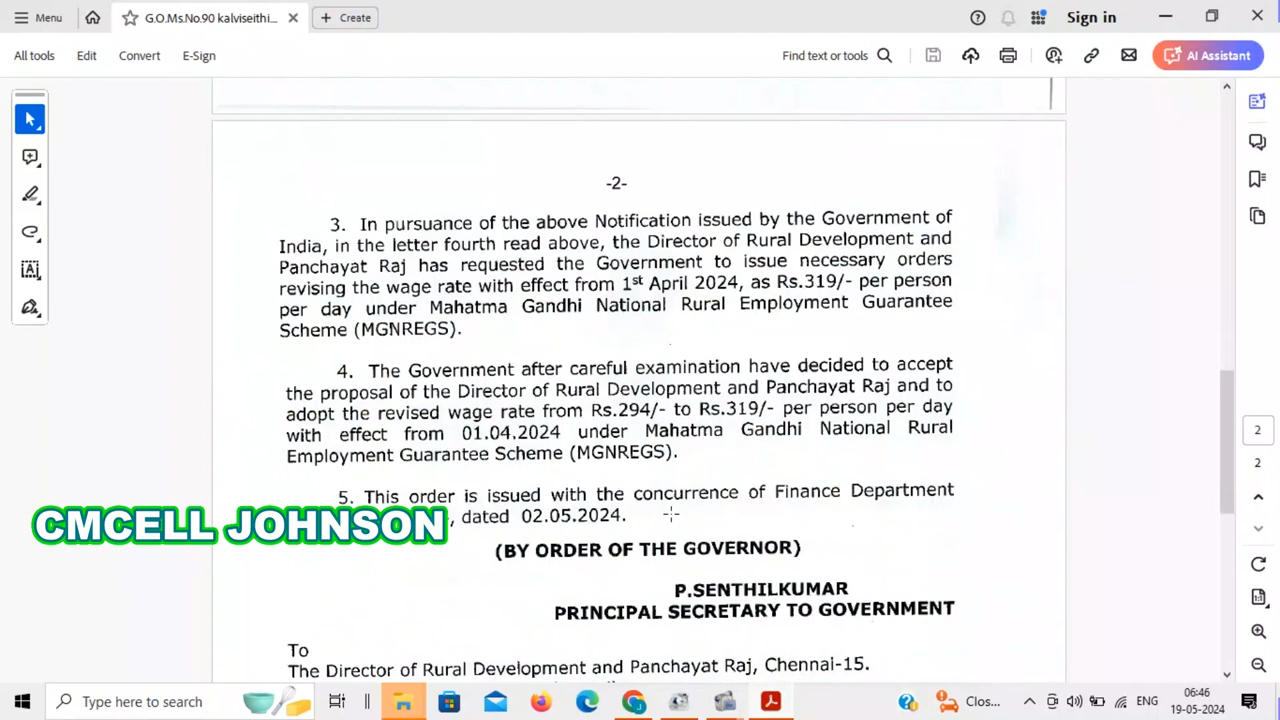 Menu
G.O.Ms.No.90 kalviseithi...
Create
Sign in
All tools
Edit
Convert
E-Sign
Find text or tools
AI Assistant
-2-
3. In pursuance of the above Notification issued by the Government of
India, in the letter fourth read above, the Director of Rural Development and
Panchayat Raj has requested the Government to issue necessary orders
revising the wage rate with effect from 1st April 2024, as Rs.319/- per person
per day under Mahatma Gandhi National Rural Employment Guarantee
Scheme (MGNREGS).
4. The Government after careful examination have decided to accept
the proposal of the Director of Rural Development and Panchayat Raj and to
adopt the revised wage rate from Rs.294/- to Rs.319/- per person per day
with effect from 01.04.2024 under Mahatma Gandhi National Rural
Employment Guarantee Scheme (MGNREGS).
5. This order is issued with the concurrence of Finance Department
, dated 02.05.2024.
CMCELL JOHNSON
(BY ORDER OF THE GOVERNOR)
P.SENTHILKUMAR
PRINCIPAL SECRETARY TO GOVERNMENT
To
The Director of Rural Development and Panchayat Raj, Chennai-15.
2
2
Type here to search
Clos...
ENG
06:46
19-05-2024